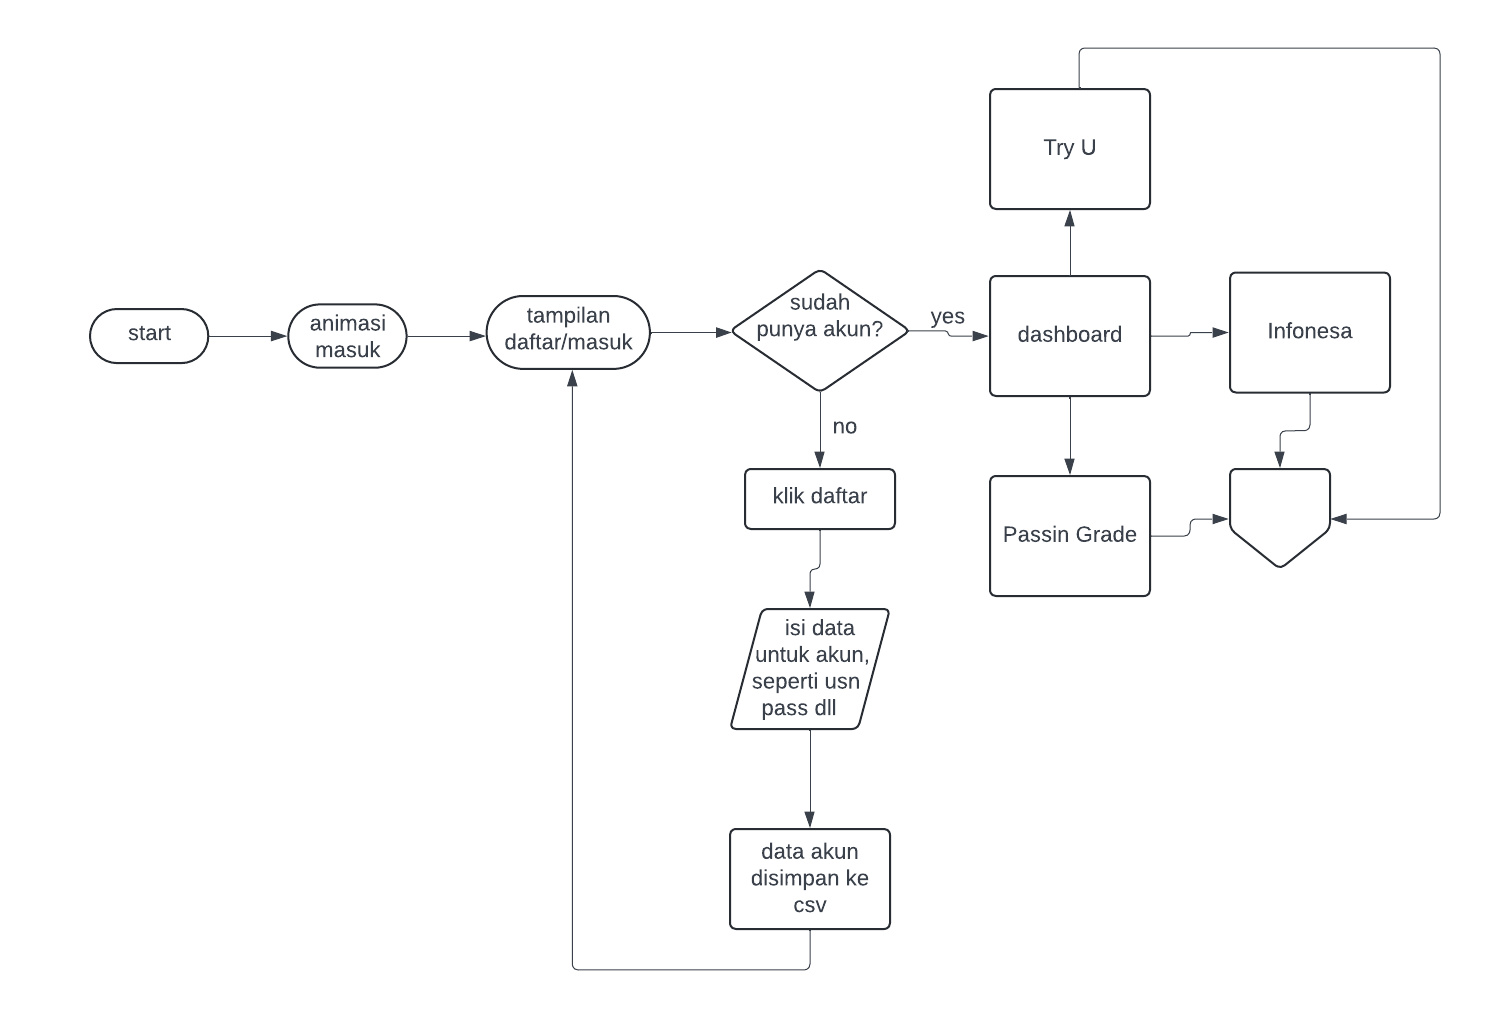 start
animasi
masuk
tampilan
daftar/masuk
sudah
punya akun?
yes
no
klik daftar
isi data
untuk akun,
seperti usn
pass dll
data akun
disimpan ke
csv
dashboard
Try U
Infonesa
Passin Grade